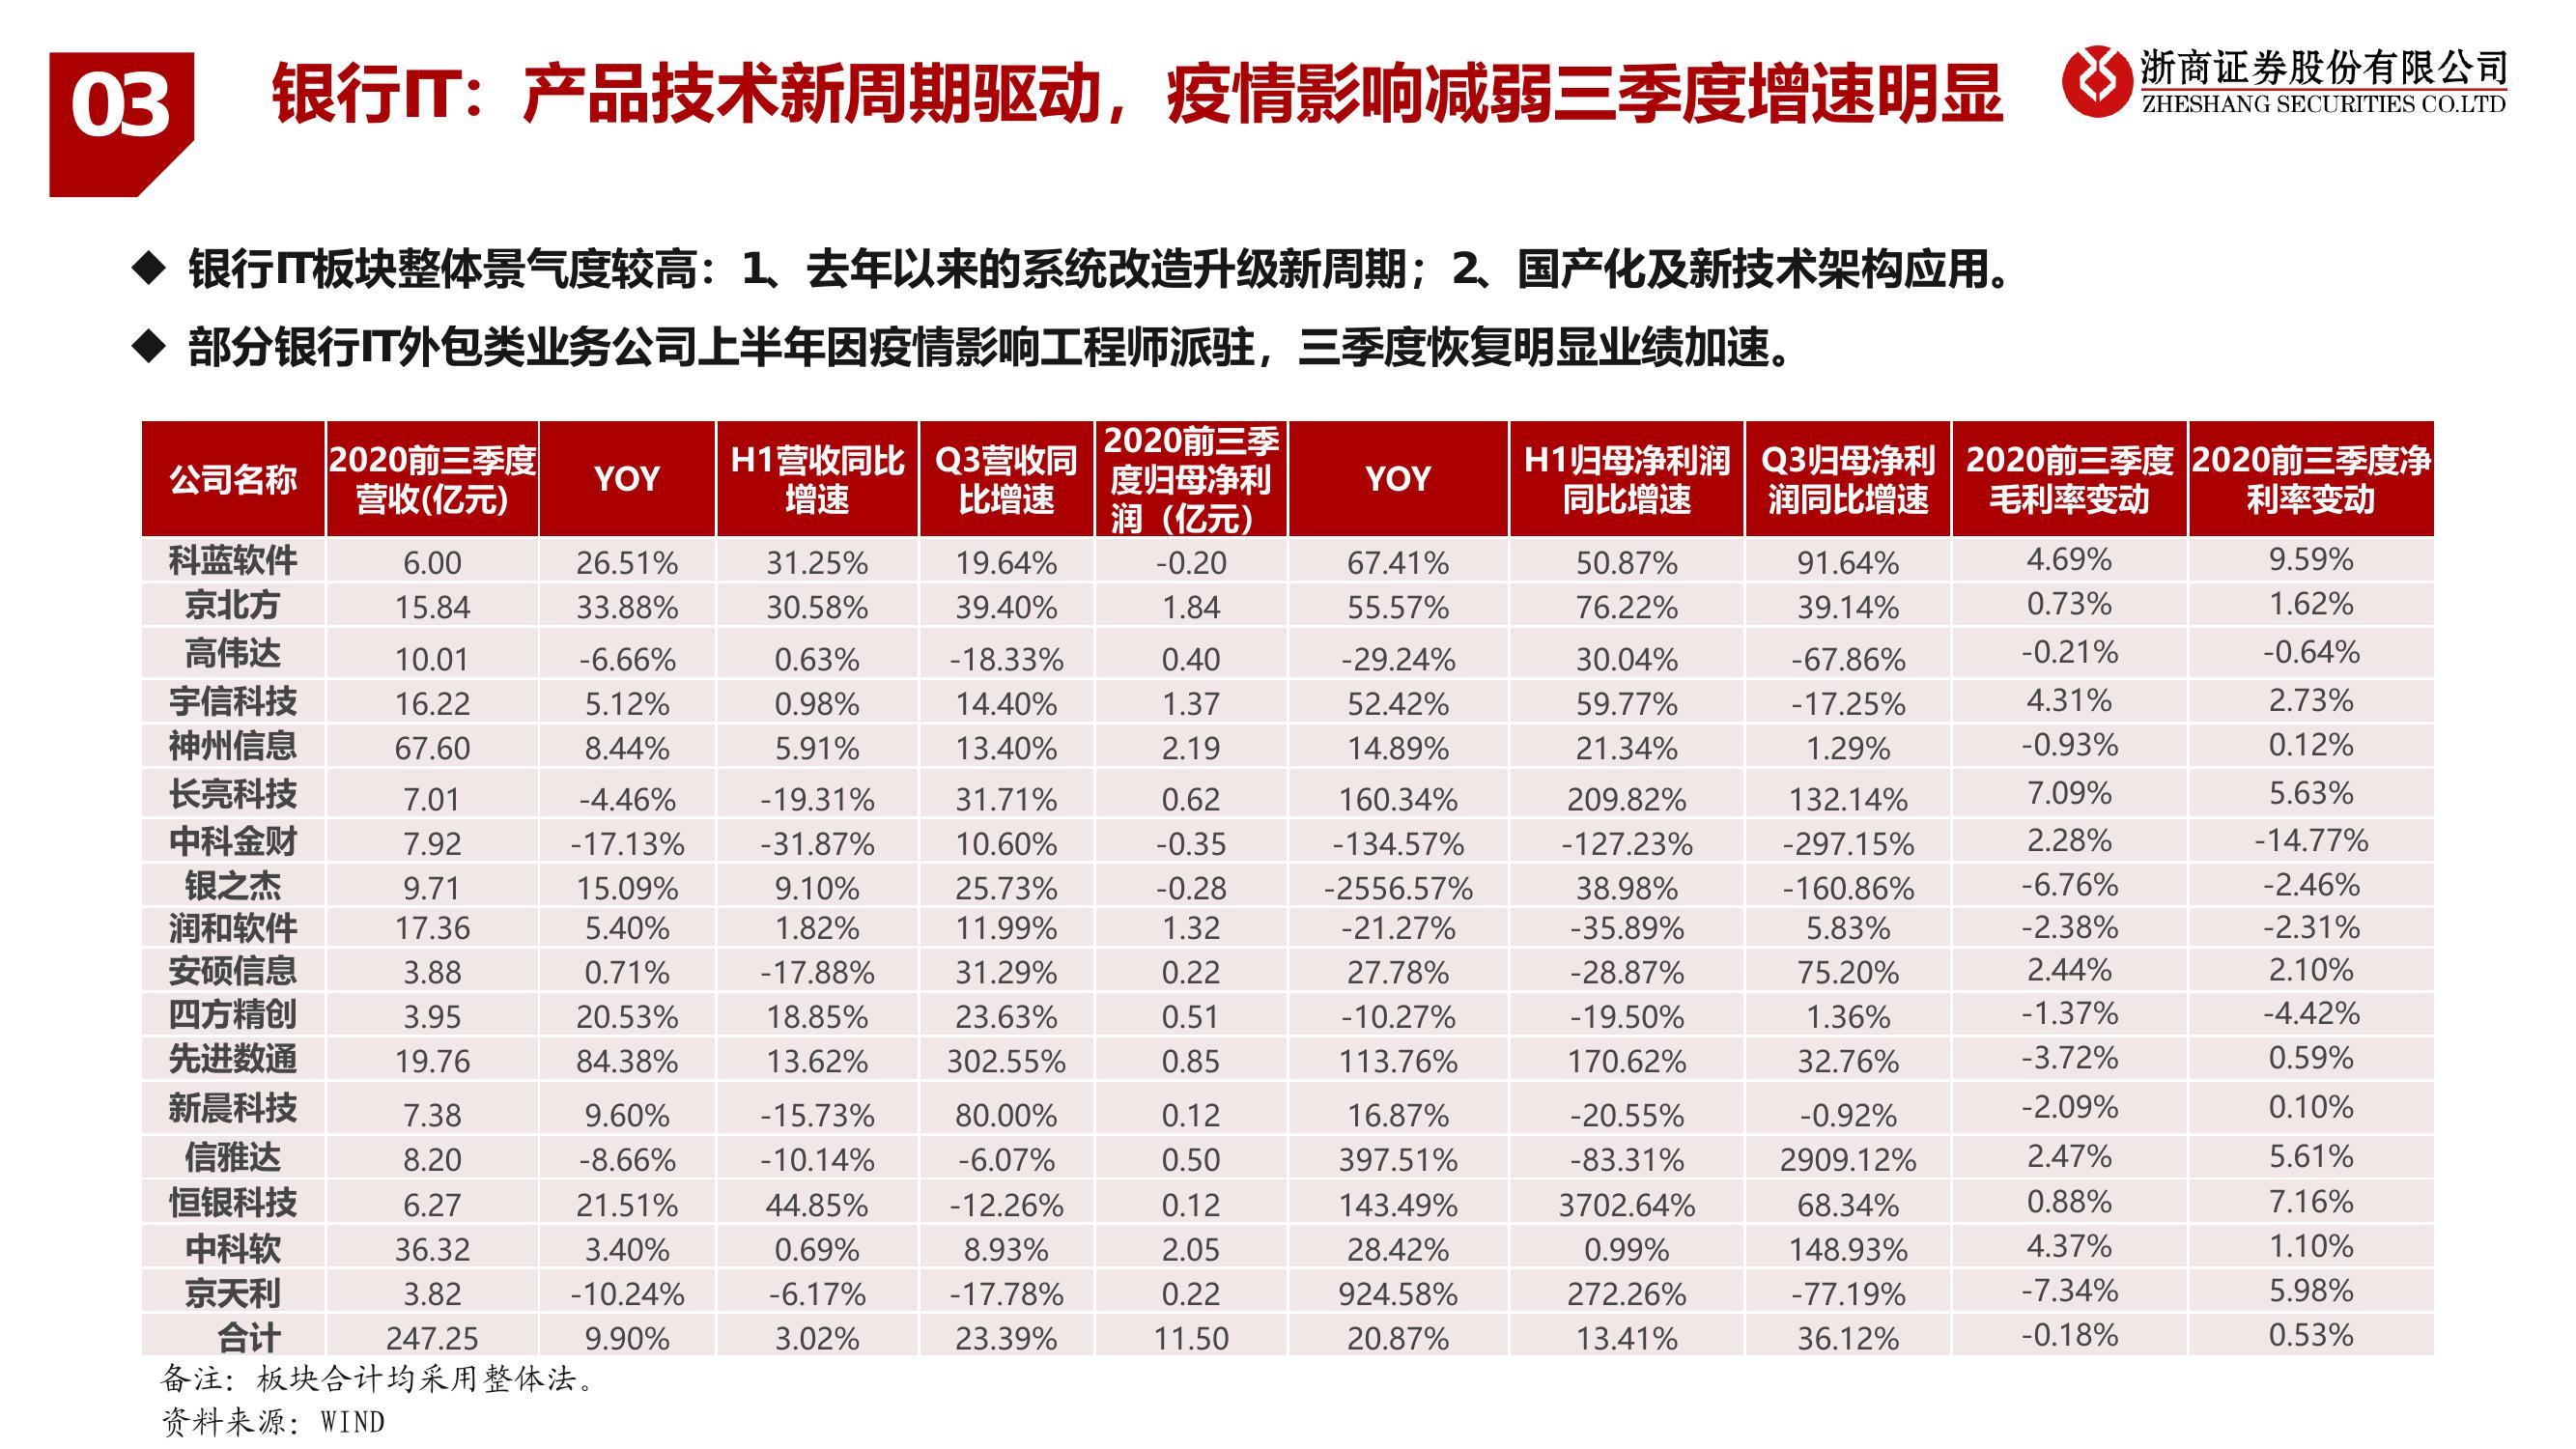 03
银行IT：产品技术新周期驱动，疫情影响减弱三季度增速明显
浙商证券股份有限公司
ZHESHANG SECURITIES CO.LTD
◆ 银行IT板块整体景气度较高：1、去年以来的系统改造升级新周期；2、国产化及新技术架构应用。
◆ 部分银行IT外包类业务公司上半年因疫情影响工程师派驻，三季度恢复明显业绩加速。
公司名称 2020前三季度营收(亿元) YOY H1营收同比增速 Q3营收同比增速 2020前三季度归母净利润（亿元） YOY H1归母净利润同比增速 Q3归母净利润同比增速 2020前三季度毛利率变动 2020前三季度净利率变动
科蓝软件 6.00 26.51% 31.25% 19.64% -0.20 67.41% 50.87% 91.64% 4.69% 9.59%
京北方 15.84 33.88% 30.58% 39.40% 1.84 55.57% 76.22% 39.14% 0.73% 1.62%
高伟达 10.01 -6.66% 0.63% -18.33% 0.40 -29.24% 30.04% -67.86% -0.21% -0.64%
宇信科技 16.22 5.12% 0.98% 14.40% 1.37 52.42% 59.77% -17.25% 4.31% 2.73%
神州信息 67.60 8.44% 5.91% 13.40% 2.19 14.89% 21.34% 1.29% -0.93% 0.12%
长亮科技 7.01 -4.46% -19.31% 31.71% 0.62 160.34% 209.82% 132.14% 7.09% 5.63%
中科金财 7.92 -17.13% -31.87% 10.60% -0.35 -134.57% -127.23% -297.15% 2.28% -14.77%
银之杰 9.71 15.09% 9.10% 25.73% -0.28 -2556.57% 38.98% -160.86% -6.76% -2.46%
润和软件 17.36 5.40% 1.82% 11.99% 1.32 -21.27% -35.89% 5.83% -2.38% -2.31%
安硕信息 3.88 0.71% -17.88% 31.29% 0.22 27.78% -28.87% 75.20% 2.44% 2.10%
四方精创 3.95 20.53% 18.85% 23.63% 0.51 -10.27% -19.50% 1.36% -1.37% -4.42%
先进数通 19.76 84.38% 13.62% 302.55% 0.85 113.76% 170.62% 32.76% -3.72% 0.59%
新晨科技 7.38 9.60% -15.73% 80.00% 0.12 16.87% -20.55% -0.92% -2.09% 0.10%
信雅达 8.20 -8.66% -10.14% -6.07% 0.50 397.51% -83.31% 2909.12% 2.47% 5.61%
恒银科技 6.27 21.51% 44.85% -12.26% 0.12 143.49% 3702.64% 68.34% 0.88% 7.16%
中科软 36.32 3.40% 0.69% 8.93% 2.05 28.42% 0.99% 148.93% 4.37% 1.10%
京天利 3.82 -10.24% -6.17% -17.78% 0.22 924.58% 272.26% -77.19% -7.34% 5.98%
合计 247.25 9.90% 3.02% 23.39% 11.50 20.87% 13.41% 36.12% -0.18% 0.53%
备注：板块合计均采用整体法。
资料来源：WIND